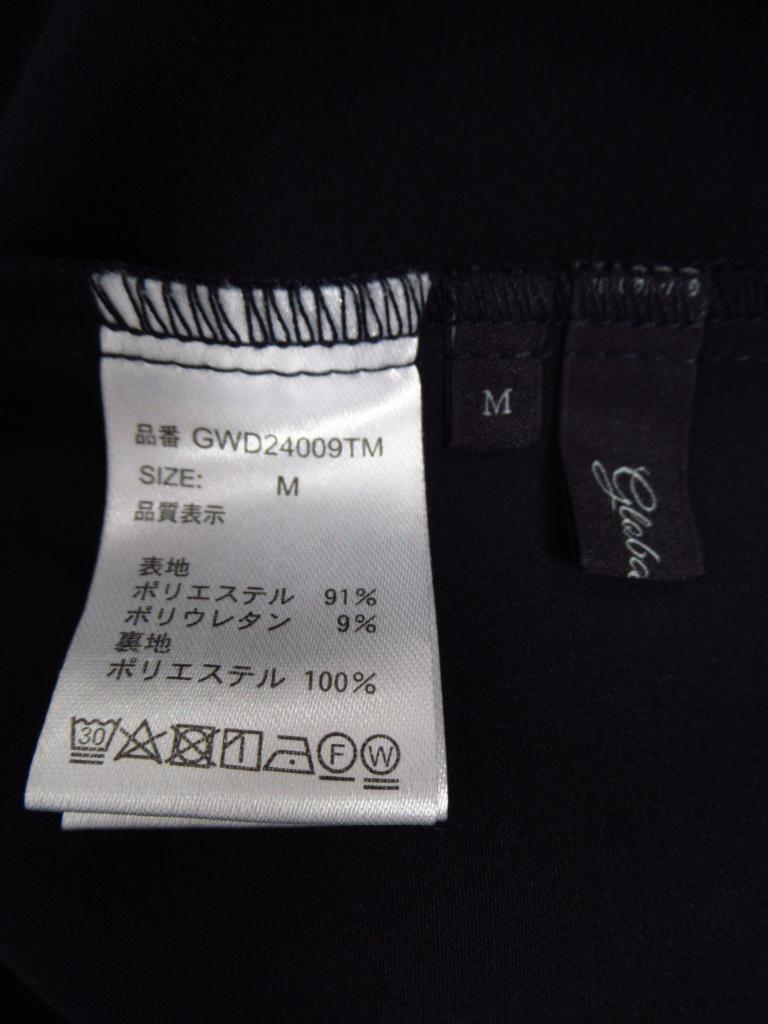 品番 GWD24009TM
SIZE: M
品質表示
表地
ポリエステル 91%
ポリウレタン 9%
裏地
ポリエステル 100%
30
F
W
M